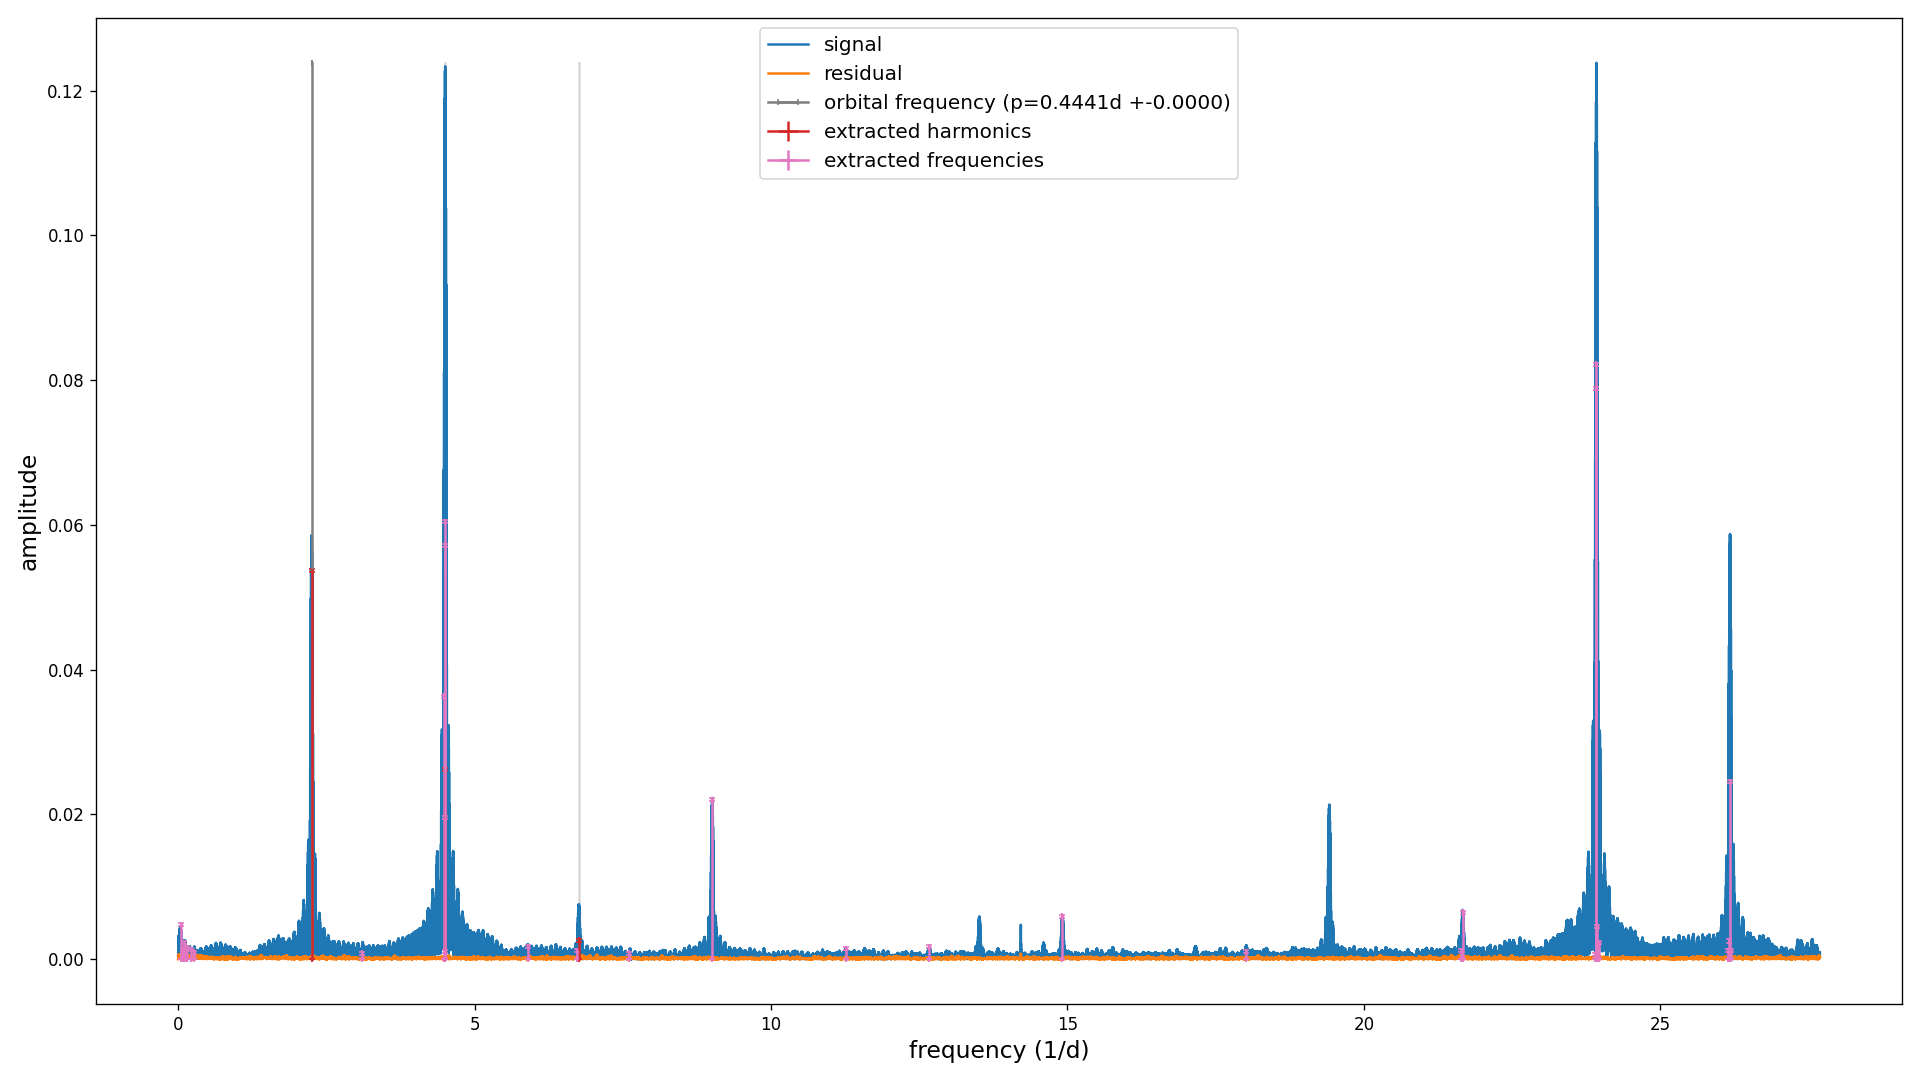 signal
residual
orbital frequency (p=0.4441d +-0.0000)
extracted harmonics
extracted frequencies
0.12
0.10
0.08
0.06
0.04
0.02
0.00
amplitude
0
5
10
15
20
25
frequency (1/d)